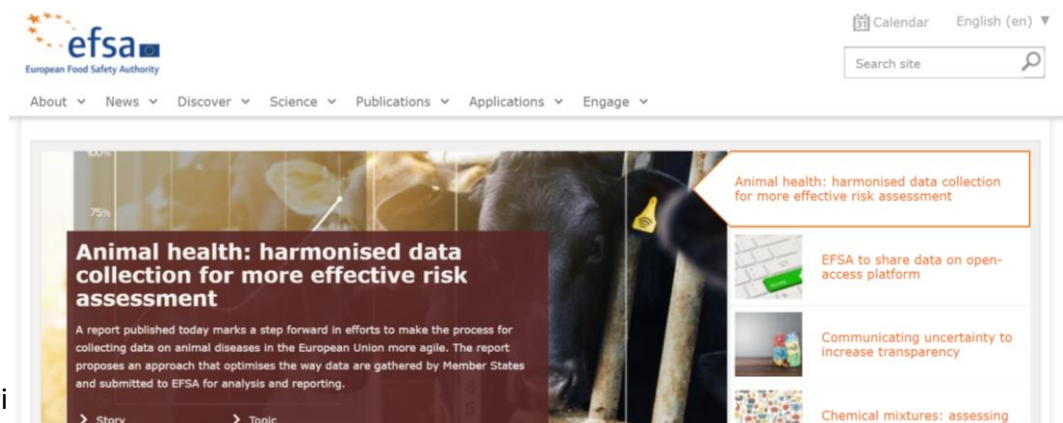 Calendar English (en) ▼
efsa
European Food Safety Authority
Search site
About News Discover Science Publications Applications Engage
100%
75%
Animal health: harmonised data
collection for more effective risk
assessment
A report published today marks a step forward in efforts to make the process for
collecting data on animal diseases in the European Union more agile. The report
proposes an approach that optimises the way data are gathered by Member States
and submitted to EFSA for analysis and reporting.
Story Topic
Animal health: harmonised data collection
for more effective risk assessment
EFSA to share data on open-
access platform
Communicating uncertainty to
increase transparency
Chemical mixtures: assessing
i